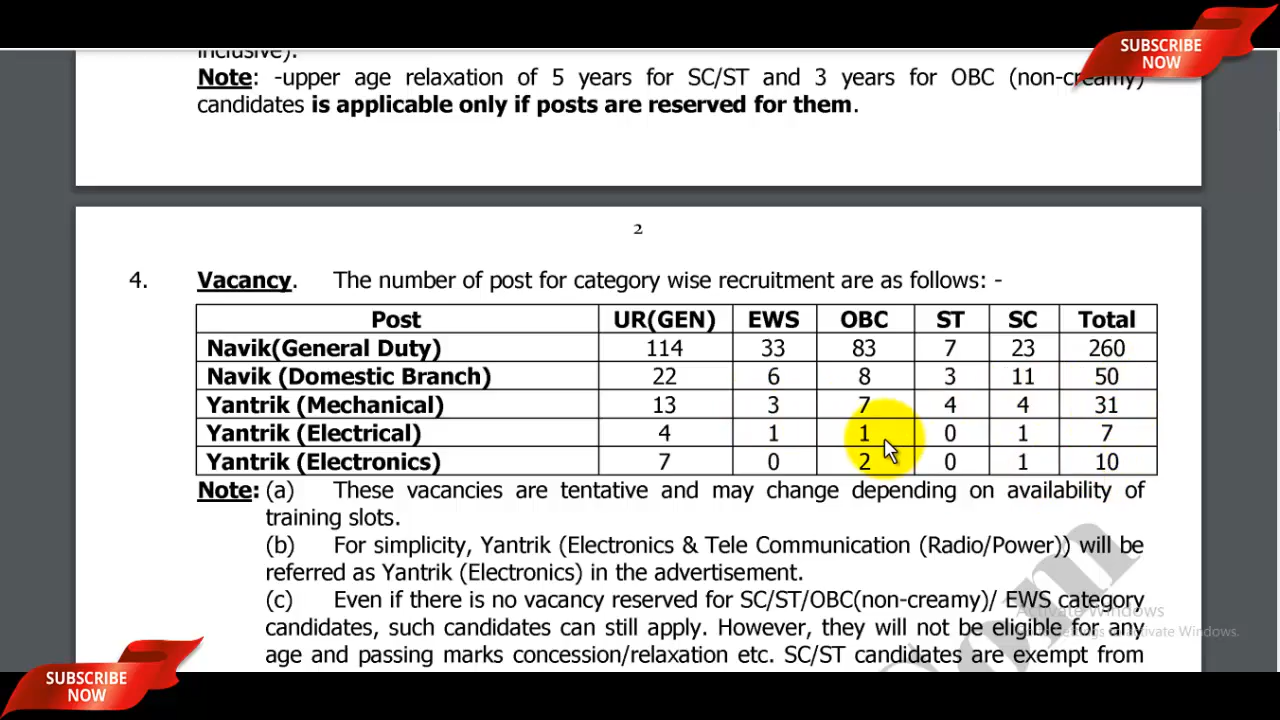 inclusive).
SUBSCRIBE
NOW
Note: -upper age relaxation of 5 years for SC/ST and 3 years for OBC (non-creamy)
candidates is applicable only if posts are reserved for them.
2
4. Vacancy. The number of post for category wise recruitment are as follows: -
Post UR(GEN) EWS OBC ST SC Total
Navik(General Duty) 114 33 83 7 23 260
Navik (Domestic Branch) 22 6 8 3 11 50
Yantrik (Mechanical) 13 3 7 4 4 31
Yantrik (Electrical) 4 1 1 0 1 7
Yantrik (Electronics) 7 0 2 0 1 10
Note: (a) These vacancies are tentative and may change depending on availability of
training slots.
(b) For simplicity, Yantrik (Electronics & Tele Communication (Radio/Power)) will be
referred as Yantrik (Electronics) in the advertisement.
(c) Even if there is no vacancy reserved for SC/ST/OBC(non-creamy)/ EWS category
Activate Windows
candidates, such candidates can still apply. However, they will not be eligible for any
Settings to activate Windows.
age and passing marks concession/relaxation etc. SC/ST candidates are exempt from
SUBSCRIBE
NOW